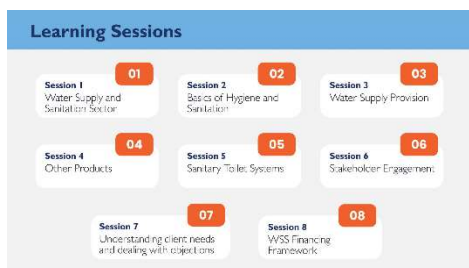 Learning Sessions
01
Session 1
Water Supply and
Sanitation Sector
02
Session 2
Basics of Hygiene and
Sanitation
03
Session 3
Water Supply Provision
04
Session 4
Other Products
05
Session 5
Sanitary Toilet Systems
06
Session 6
Stakeholder Engagement
07
Session 7
Understanding client needs
and dealing with objections
08
Session 8
WSS Financing
Framework